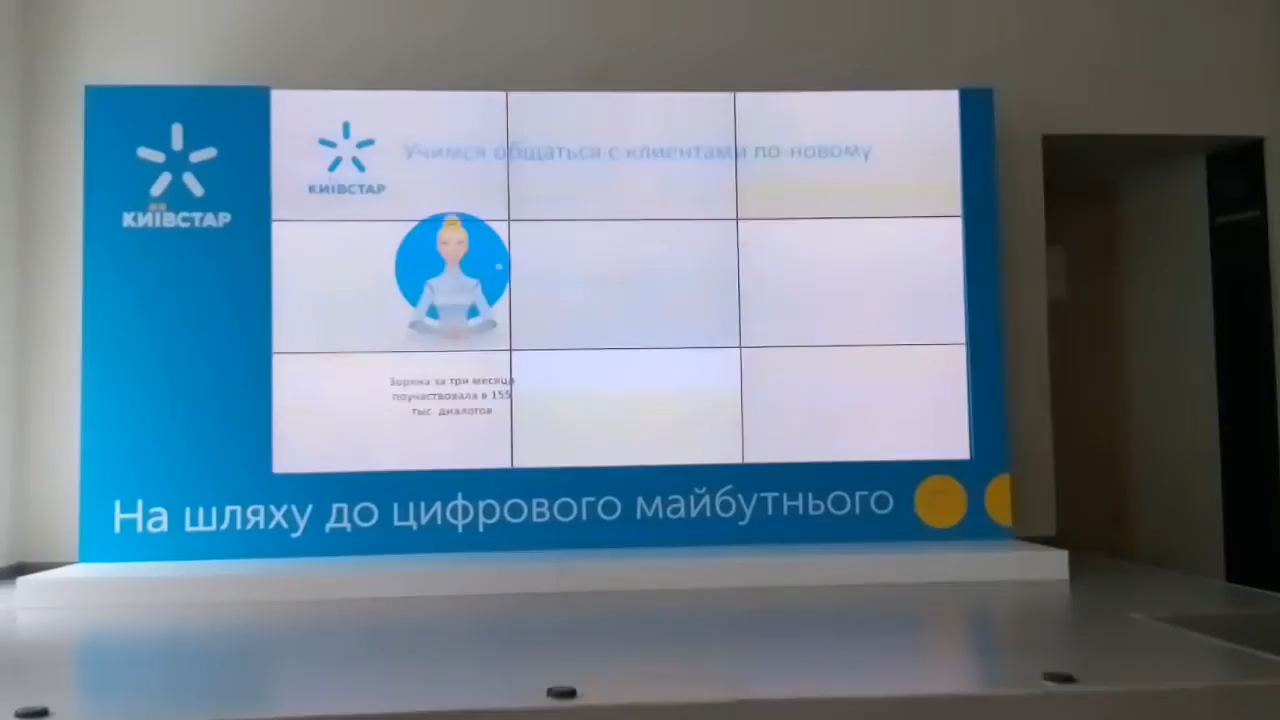 КИЇВСТАР
КИЇВСТАР
Учимся общаться с клиентами по-новому
Зоряна за три месяца
поучаствовала в 155
тыс диалогов
На шляху до цифрового майбутнього